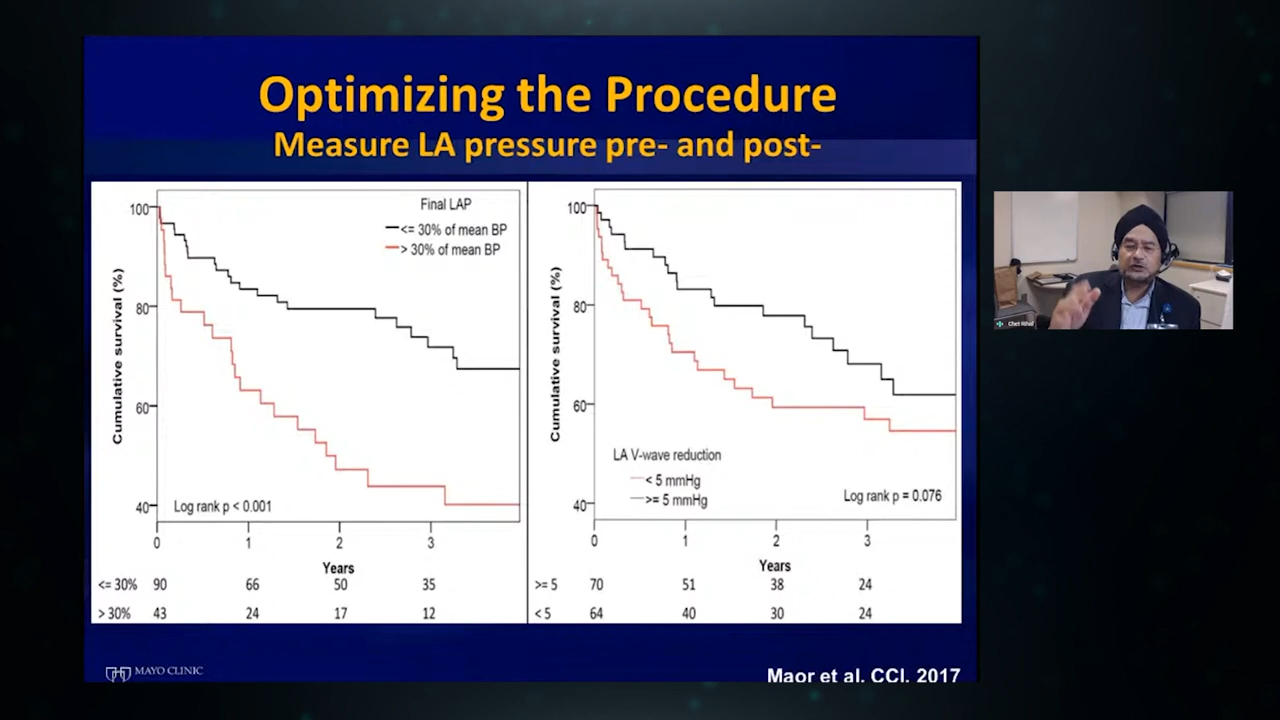 Optimizing the Procedure
Measure LA pressure pre- and post-
Final LAP
<= 30% of mean BP
> 30% of mean BP
Cumulative survival (%)
100
80
60
40
Log rank p < 0.001
0 1 2 3
Years
<= 30% 90 66 50 35
> 30% 43 24 17 12
Cumulative survival (%)
100
80
60
40
LA V-wave reduction
< 5 mmHg
>= 5 mmHg
Log rank p = 0.076
0 1 2 3
Years
>= 5 70 51 38 24
< 5 64 40 30 24
MAYO CLINIC
Maor et al. CCI. 2017
Chet Rihal